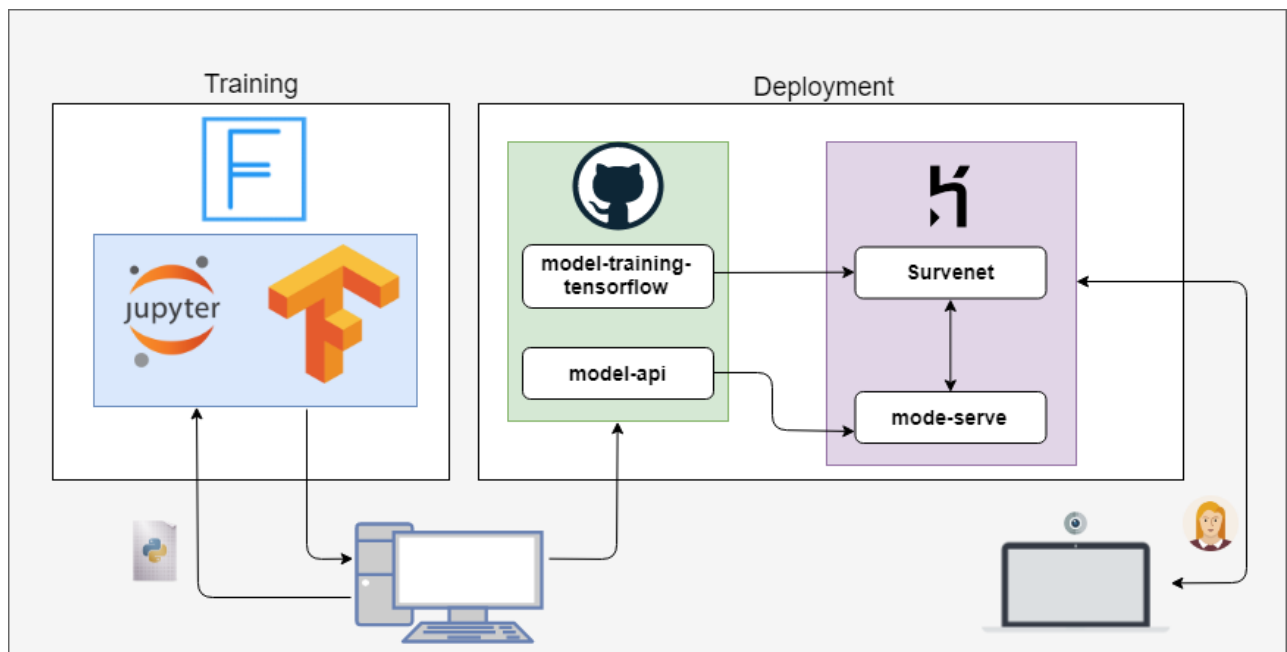 Training
Deployment
F
jupyter
model-training-
tensorflow
Survenet
model-api
mode-serve